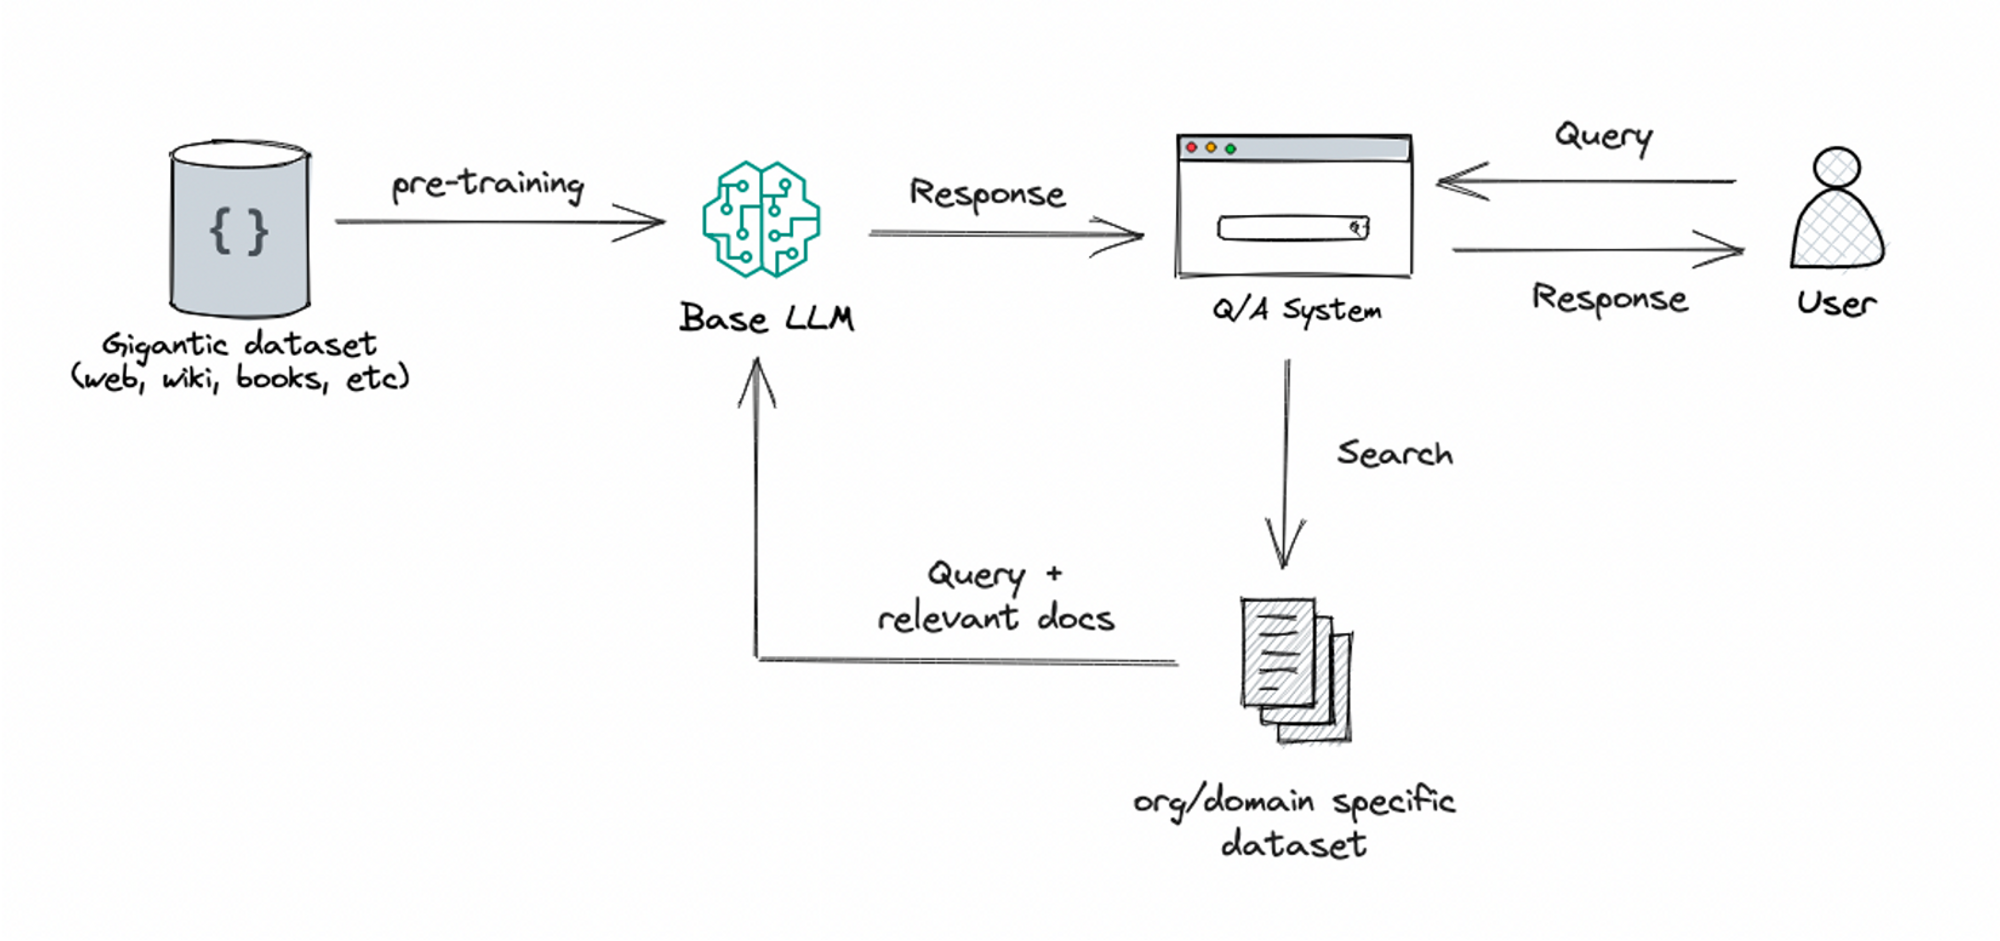 Query
pre-training
Response
{ }
Base LLM
Q/A System
Response
User
Gigantic dataset
(web, wiki, books, etc)
Search
Query +
relevant docs
org/domain specific
dataset